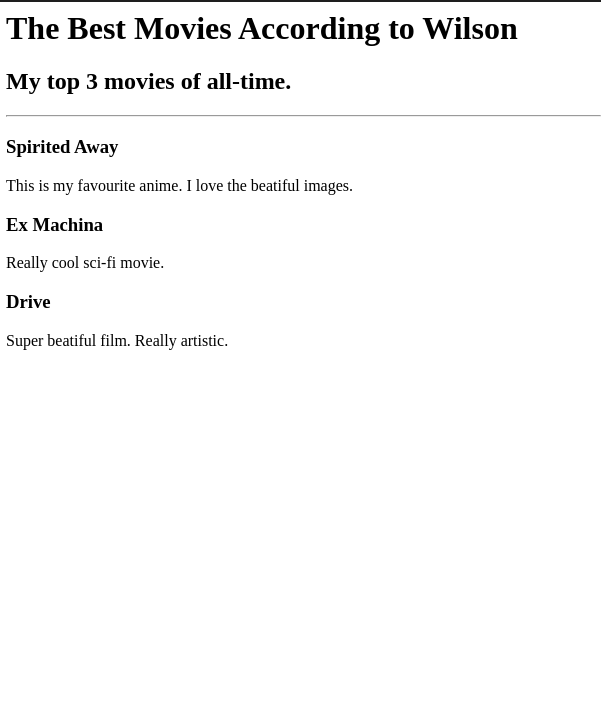 The Best Movies According to Wilson
My top 3 movies of all-time.
Spirited Away
This is my favourite anime. I love the beatiful images.
Ex Machina
Really cool sci-fi movie.
Drive
Super beatiful film. Really artistic.